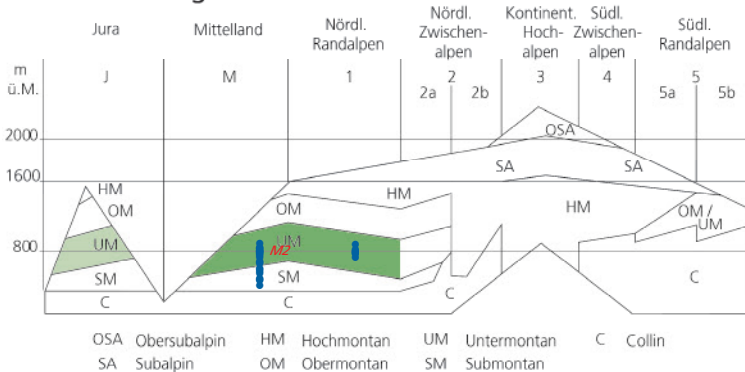 Jura
Mittelland
Nördl.
Randalpen
Nördl.
Zwischen-
alpen
Kontinent.
Hoch-
alpen
Südl.
Zwischen-
alpen
Südl.
Randalpen
m
ü.M.
J
M
1
2
3
4
5
2a
2b
5a
5b
2000
1600
800
OSA
SA
SA
HM
HM
HM
OM
OM
OM /
UM
UM
UM
M2
SM
SM
C
C
C
C
OSA Obersubalpin HM Hochmontan UM Untermontan C Collin
SA Subalpin OM Obermontan SM Submontan